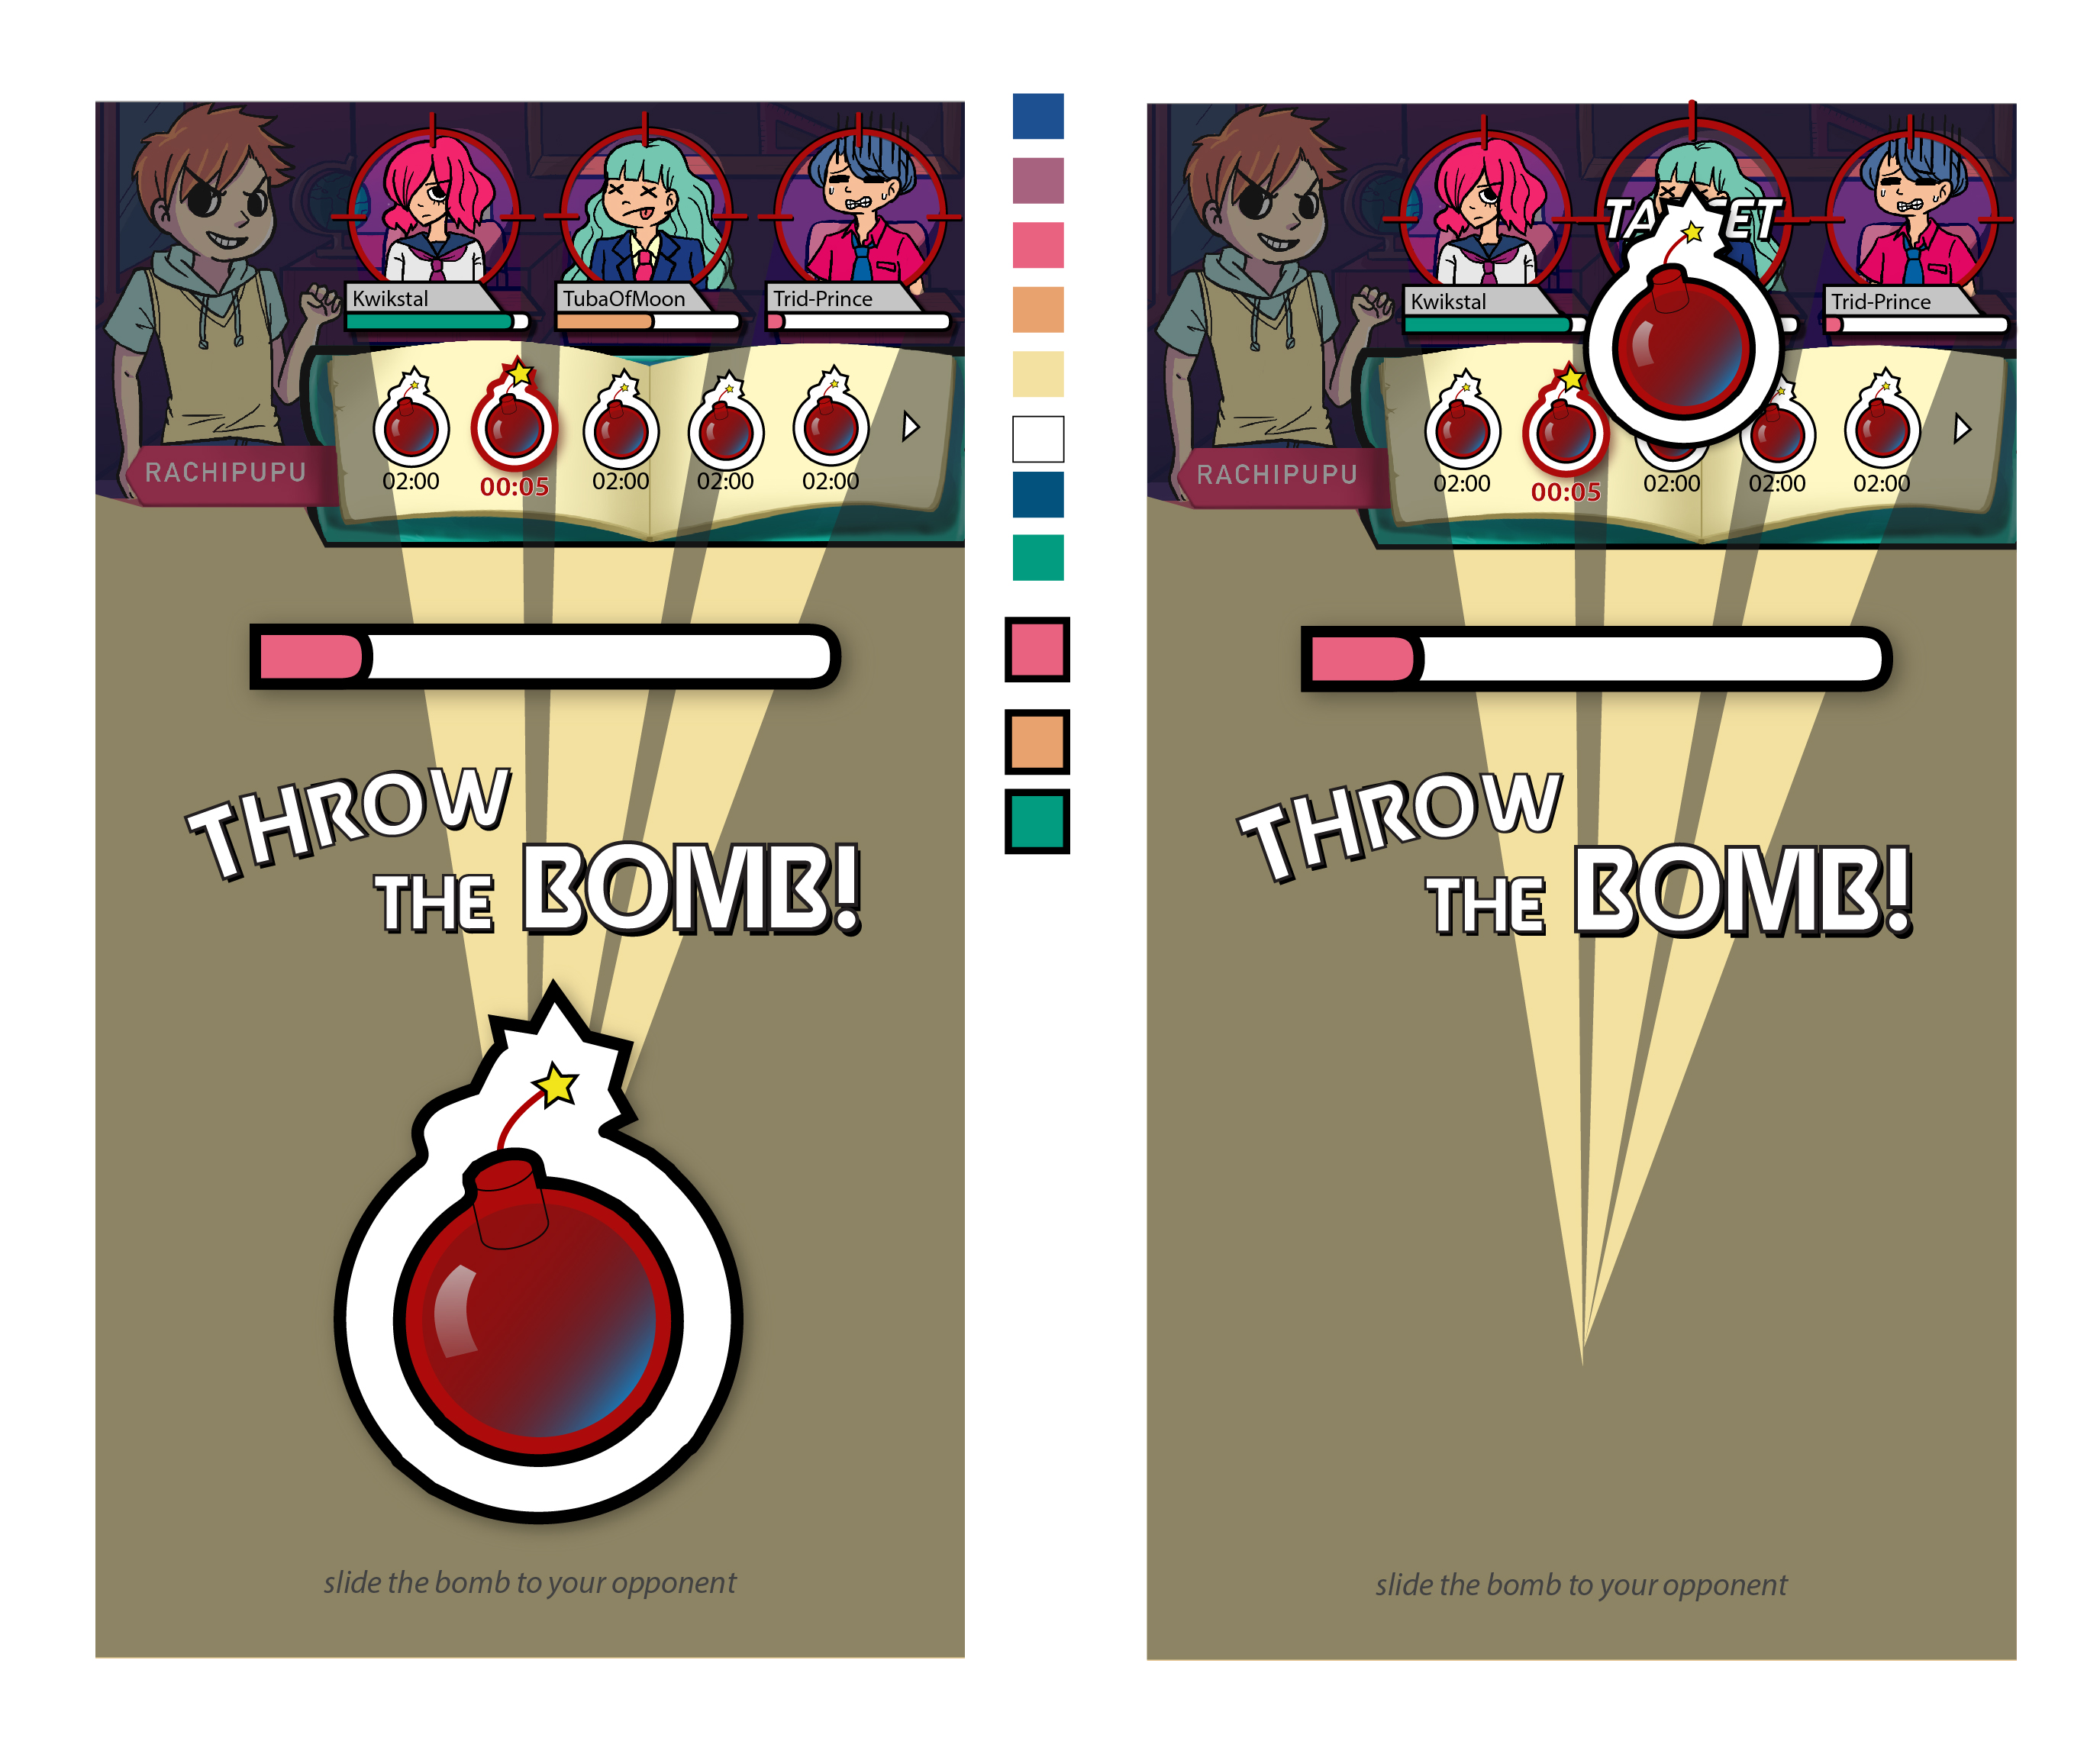 Kwikstal
TubaOfMoon
Trid-Prince
RACHIPUPU
02:00
00:05
02:00
02:00
02:00
THROW
THE BOMB!
slide the bomb to your opponent
Kwikstal
Trid-Prince
RACHIPUPU
02:00
00:05
02:00
02:00
02:00
THROW
THE BOMB!
slide the bomb to your opponent